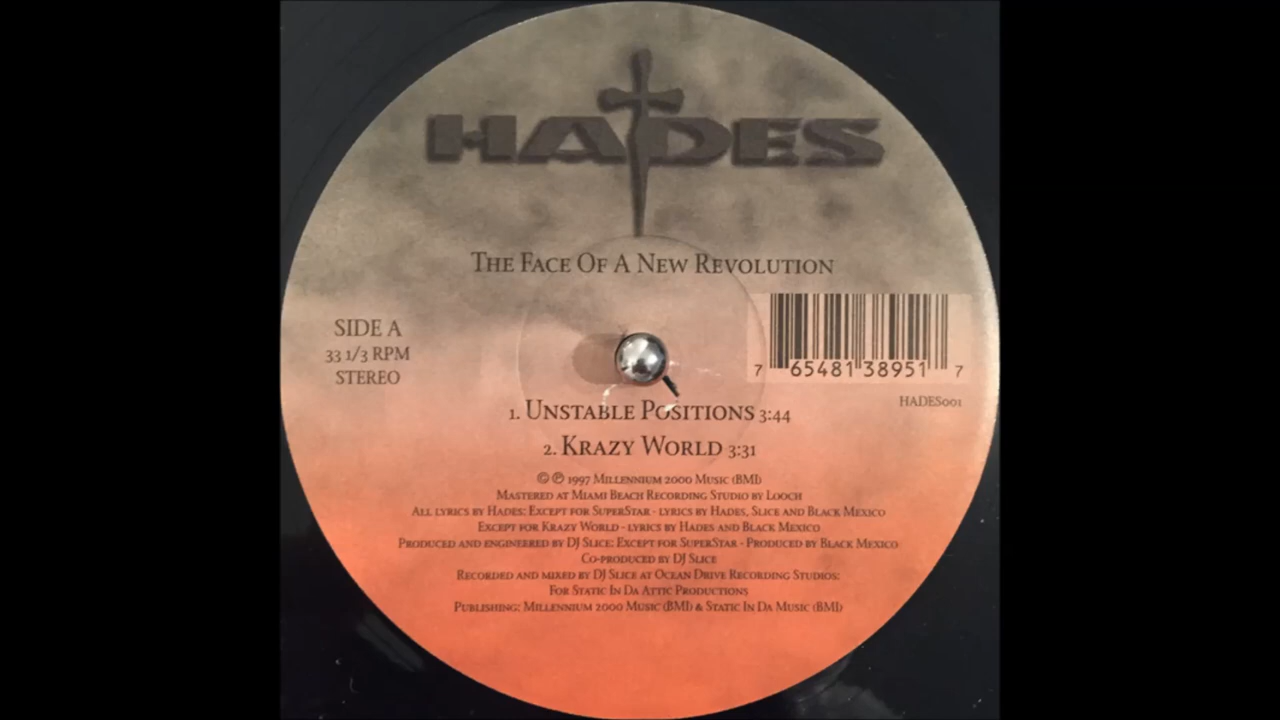 HADES
The Face Of A New Revolution
SIDE A
33 1/3 RPM
STEREO
7 65481 38951 7
HADES001
1. Unstable Positions 3:44
2. Krazy World 3:31
© ℗ 1997 Millennium 2000 Music (BMI)
Mastered at Miami Beach Recording Studio by Looch
All lyrics by Hades: Except for SuperStar - lyrics by Hades, Slice and Black Mexico
Except for Krazy World - lyrics by Hades and Black Mexico
Produced and engineered by DJ Slice: Except for SuperStar - Produced by Black Mexico
Co-produced by DJ Slice
Recorded and mixed by DJ Slice at Ocean Drive Recording Studios:
For Static In Da Attic Productions
Publishing: Millennium 2000 Music (BMI) & Static In Da Music (BMI)